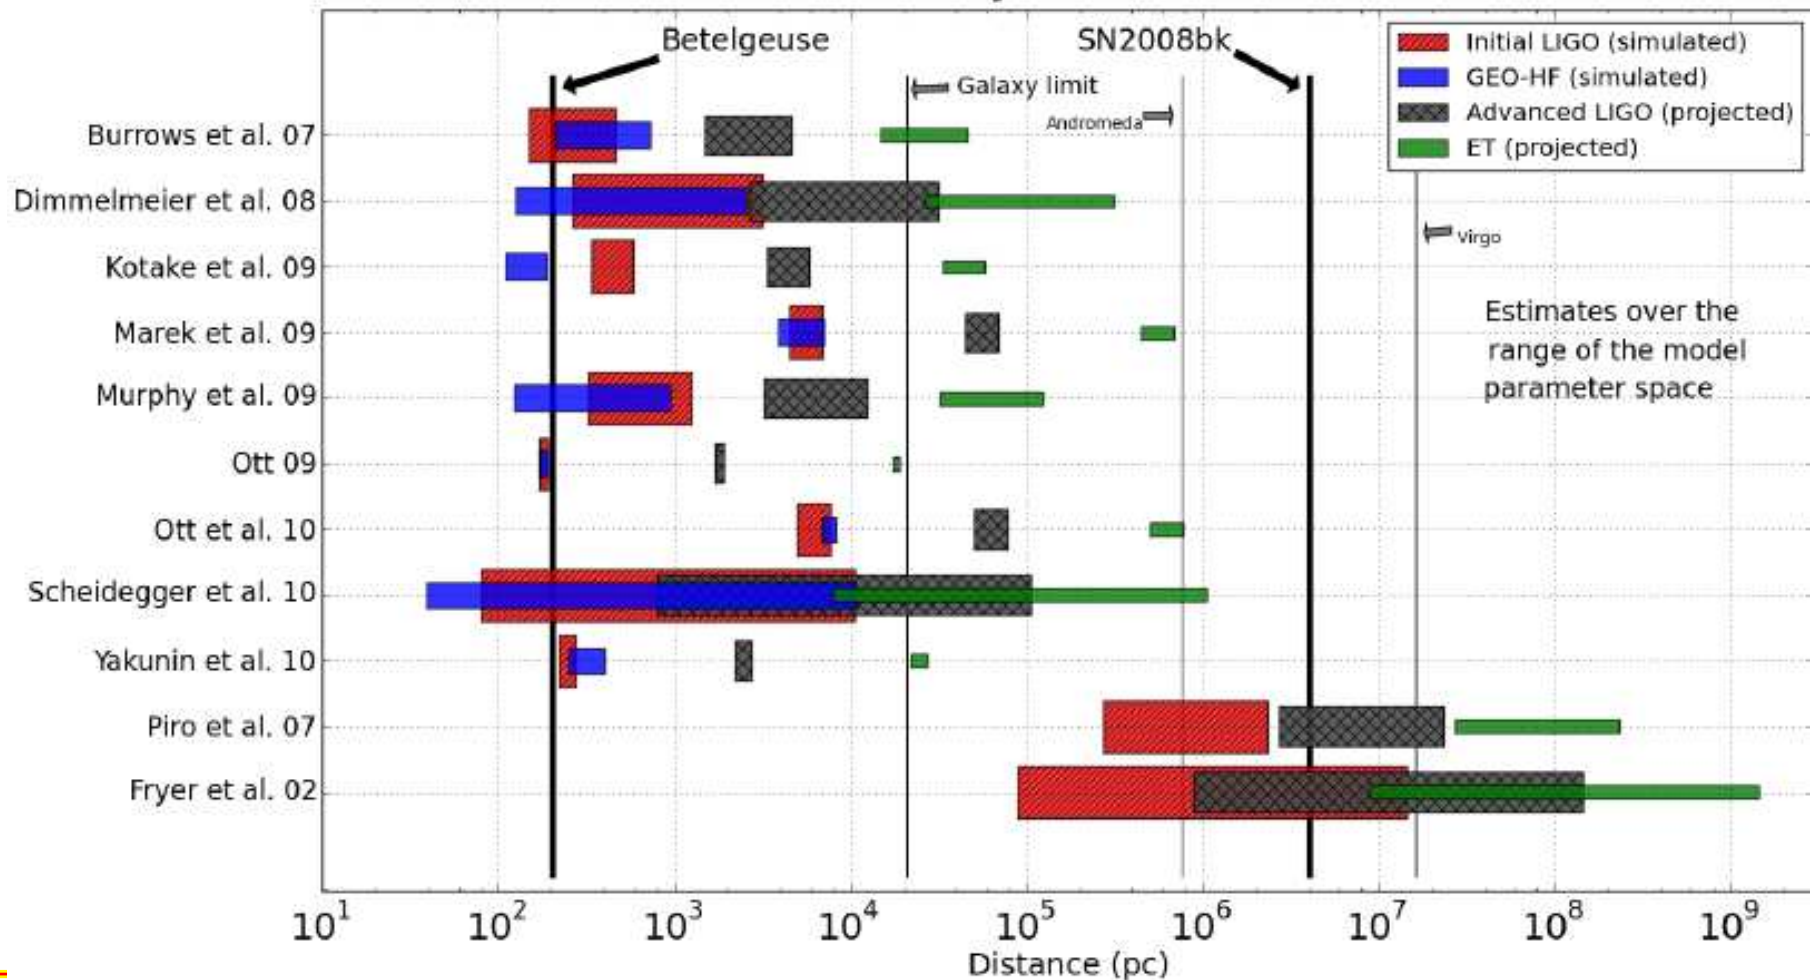 Betelgeuse
SN2008bk
Galaxy limit
Andromeda
Virgo
Initial LIGO (simulated)
GEO-HF (simulated)
Advanced LIGO (projected)
ET (projected)
Estimates over the
range of the model
parameter space
Burrows et al. 07
Dimmelmeier et al. 08
Kotake et al. 09
Marek et al. 09
Murphy et al. 09
Ott 09
Ott et al. 10
Scheidegger et al. 10
Yakunin et al. 10
Piro et al. 07
Fryer et al. 02
10¹ 10² 10³ 10⁴ 10⁵ 10⁶ 10⁷ 10⁸ 10⁹
Distance (pc)